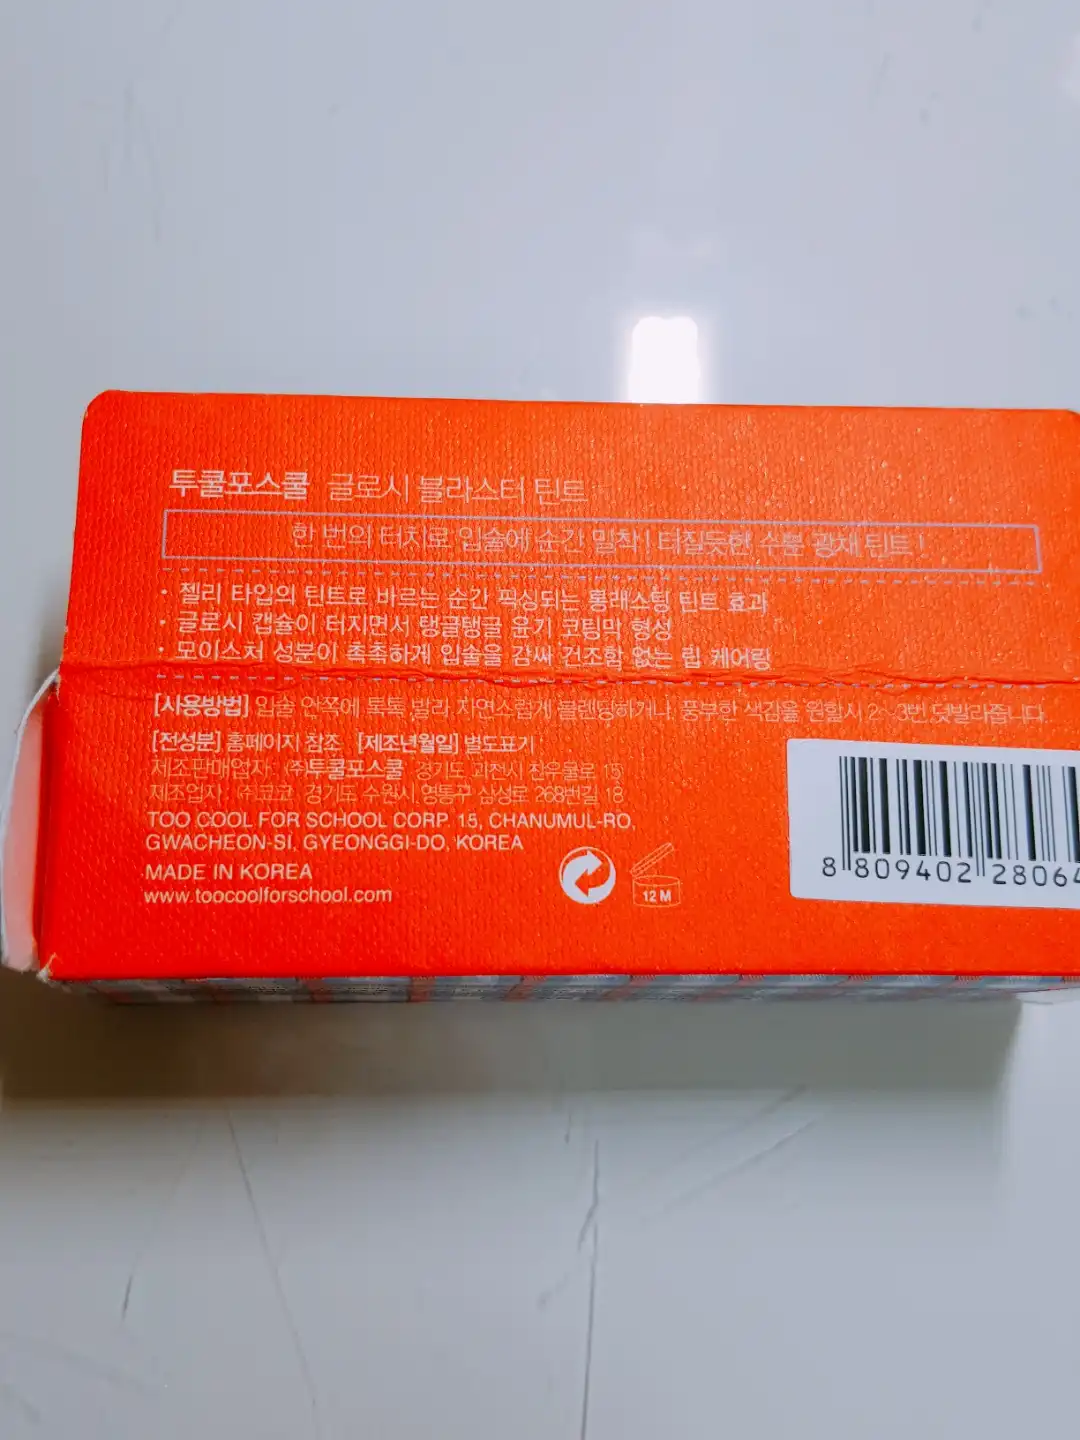 투쿨포스쿨 글로시 블라스터 틴트
한 번의 터치로 입술에 순간 밀착! 터질듯한 수분 광채 틴트!
• 젤리 타입의 틴트로 바르는 순간 픽싱되는 롱래스팅 틴트 효과
• 글로시 캡슐이 터지면서 탱글탱글 윤기 코팅막 형성
• 모이스처 성분이 촉촉하게 입술을 감싸 건조함 없는 립 케어링
[사용방법] 입술 안쪽에 톡톡 발라 자연스럽게 블렌딩하거나, 풍부한 색감을 원할시 2~3번 덧발라줍니다.
[전성분] 홈페이지 참조 [제조년월일] 별도표기
제조판매업자: ㈜투쿨포스쿨 경기도 과천시 찬우물로 15
제조업자: ㈜코코 경기도 수원시 영통구 삼성로 268번길 18
TOO COOL FOR SCHOOL CORP. 15, CHANUMUL-RO,
GWACHEON-SI, GYEONGGI-DO, KOREA
MADE IN KOREA
www.toocoolforschool.com
12 M
8 809402 28064